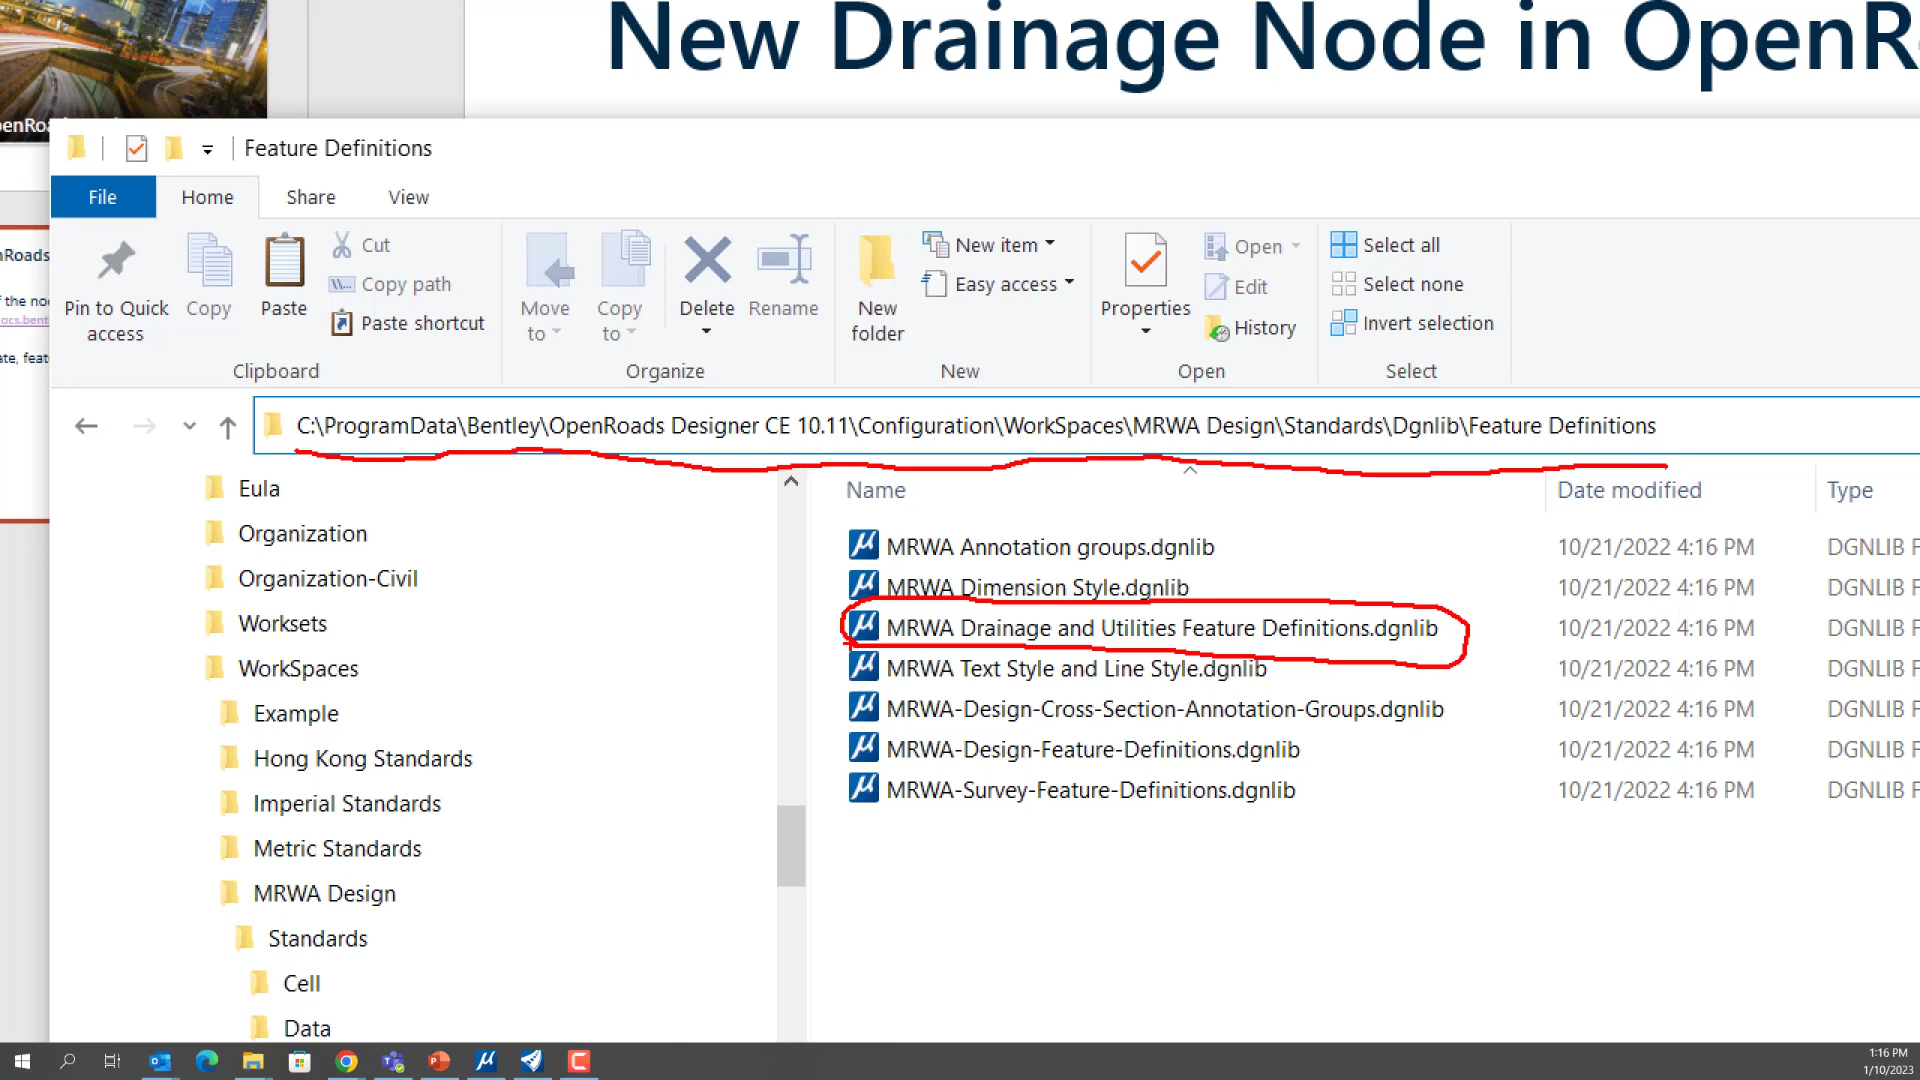 New Drainage Node in OpenR
Feature Definitions
File Home Share View
Pin to Quick access
Copy
Paste
Cut
Copy path
Paste shortcut
Clipboard
Move to
Copy to
Delete
Rename
Organize
New folder
New item
Easy access
New
Properties
Open
Edit
History
Open
Select all
Select none
Invert selection
Select
C:\ProgramData\Bentley\OpenRoads Designer CE 10.11\Configuration\WorkSpaces\MRWA Design\Standards\Dgnlib\Feature Definitions
Eula
Organization
Organization-Civil
Worksets
WorkSpaces
Example
Hong Kong Standards
Imperial Standards
Metric Standards
MRWA Design
Standards
Cell
Data
Name Date modified Type
MRWA Annotation groups.dgnlib 10/21/2022 4:16 PM DGNLIB F
MRWA Dimension Style.dgnlib 10/21/2022 4:16 PM DGNLIB F
MRWA Drainage and Utilities Feature Definitions.dgnlib 10/21/2022 4:16 PM DGNLIB F
MRWA Text Style and Line Style.dgnlib 10/21/2022 4:16 PM DGNLIB F
MRWA-Design-Cross-Section-Annotation-Groups.dgnlib 10/21/2022 4:16 PM DGNLIB F
MRWA-Design-Feature-Definitions.dgnlib 10/21/2022 4:16 PM DGNLIB F
MRWA-Survey-Feature-Definitions.dgnlib 10/21/2022 4:16 PM DGNLIB F
1:16 PM
1/10/2023